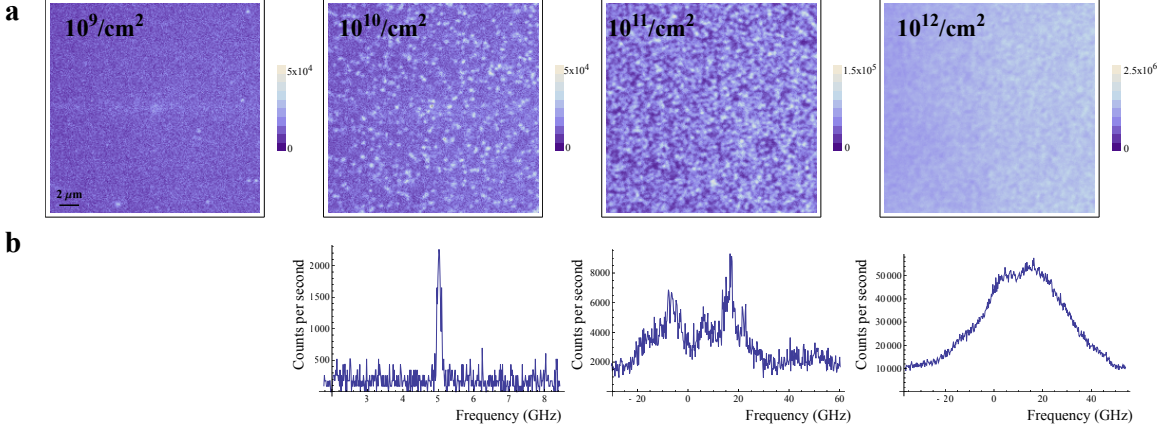 a
10⁹/cm²
10¹⁰/cm²
10¹¹/cm²
10¹²/cm²
5x10⁴
0
5x10⁴
0
1.5x10⁵
0
2.5x10⁶
0
2 μm
b
Counts per second
2000
1500
1000
500
3 4 5 6 7 8
Frequency (GHz)
Counts per second
8000
6000
4000
2000
- 20 0 20 40 60
Frequency (GHz)
Counts per second
50000
40000
30000
20000
10000
- 20 0 20 40
Frequency (GHz)